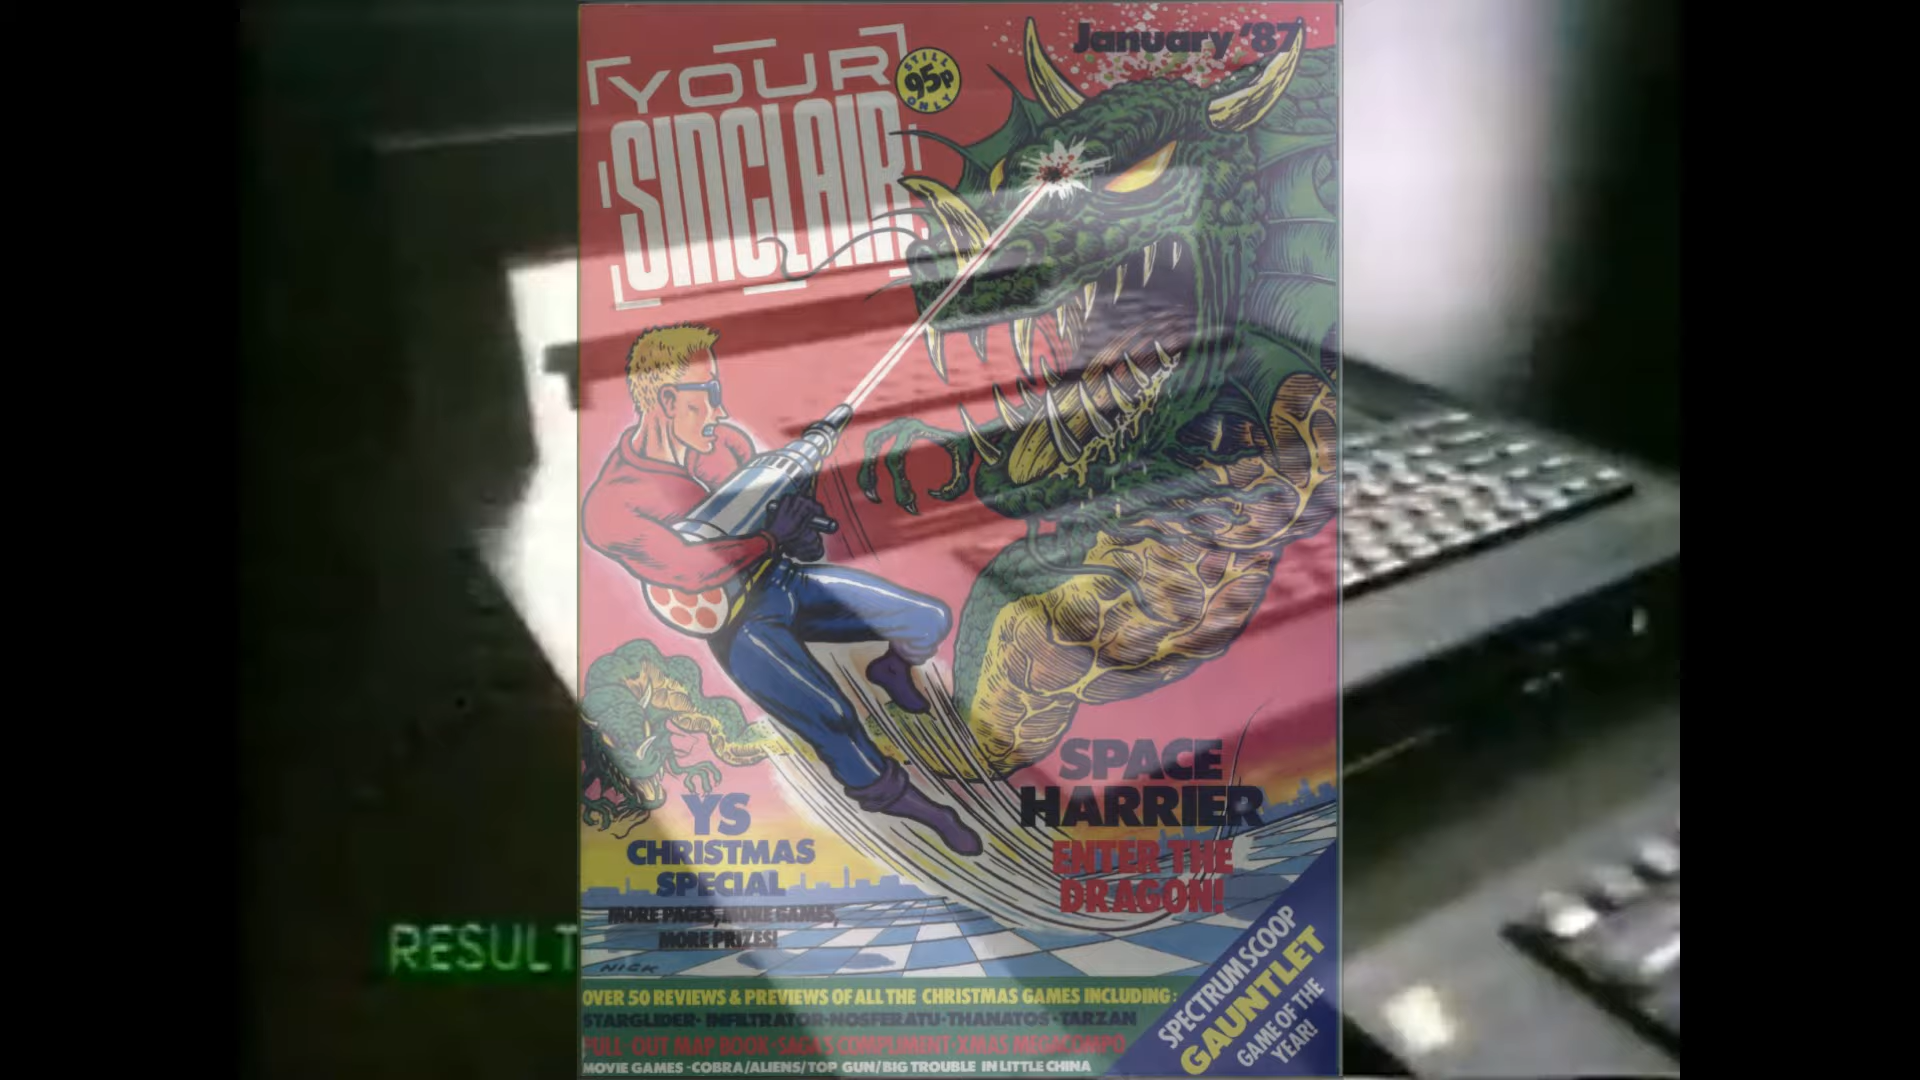 January '87
YOUR
SINCLAIR
STILL
95p
ONLY
SPACE
HARRIER
ENTER THE
DRAGON!
YS
CHRISTMAS
SPECIAL
MORE PAGES, MORE GAMES,
MORE PRIZES!
NICK
RESULT
SPECTRUM SCOOP
GAUNTLET
GAME OF THE
YEAR!
OVER 50 REVIEWS & PREVIEWS OF ALL THE CHRISTMAS GAMES INCLUDING:
STARGLIDER · INFILTRATOR · NOSFERATU · THANATOS · TARZAN
PULL-OUT MAP BOOK · SAGA'S COMPLIMENT · XMAS MEGACOMPO
MOVIE GAMES - COBRA/ALIENS/TOP GUN/BIG TROUBLE IN LITTLE CHINA